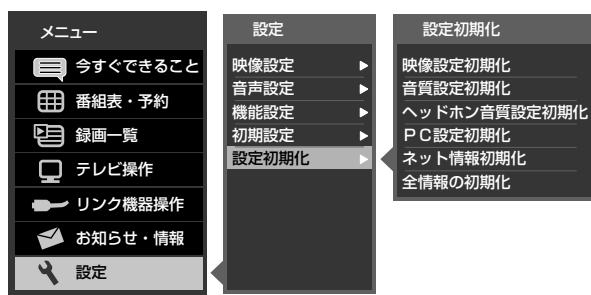 メニュー
今すぐできること
番組表・予約
録画一覧
テレビ操作
リンク機器操作
お知らせ・情報
設定
設定
映像設定
音声設定
機能設定
初期設定
設定初期化
設定初期化
映像設定初期化
音質設定初期化
ヘッドホン音質設定初期化
ＰＣ設定初期化
ネット情報初期化
全情報の初期化